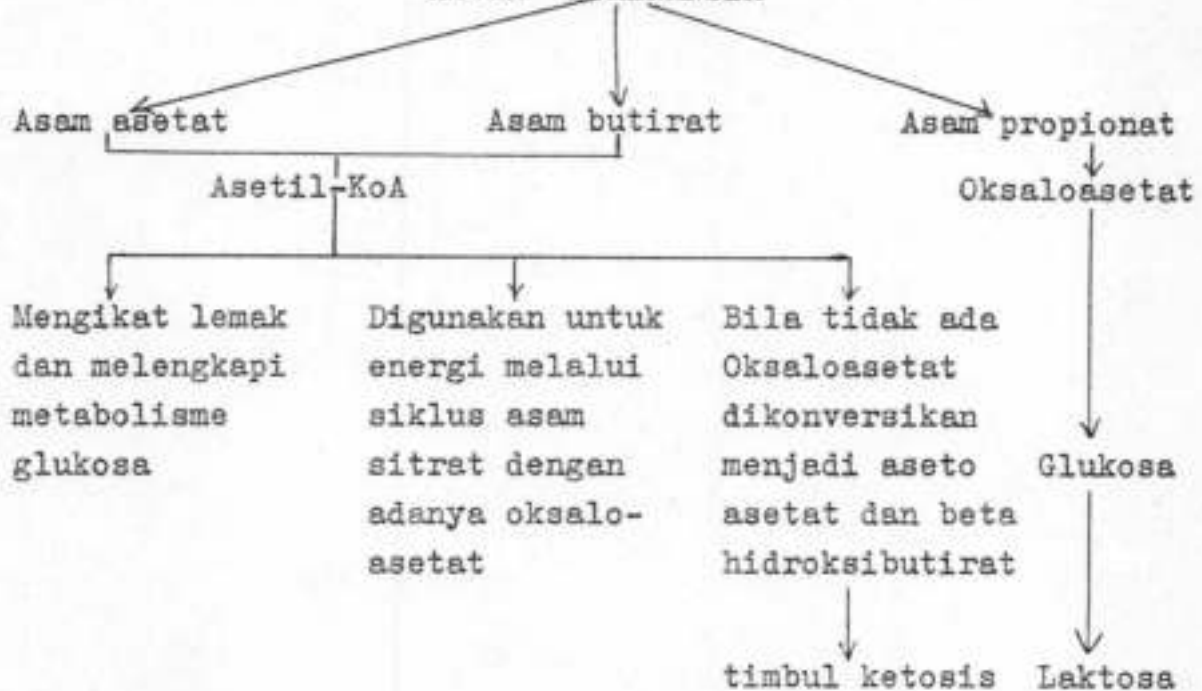 Asam asetat
Asam butirat
Asam propionat
Asetil-KoA
Oksaloasetat
Mengikat lemak
dan melengkapi
metabolisme
glukosa
Digunakan untuk
energi melalui
siklus asam
sitrat dengan
adanya oksalo-
asetat
Bila tidak ada
Oksaloasetat
dikonversikan
menjadi aseto
asetat dan beta
hidroksibutirat
timbul ketosis
Glukosa
Laktosa